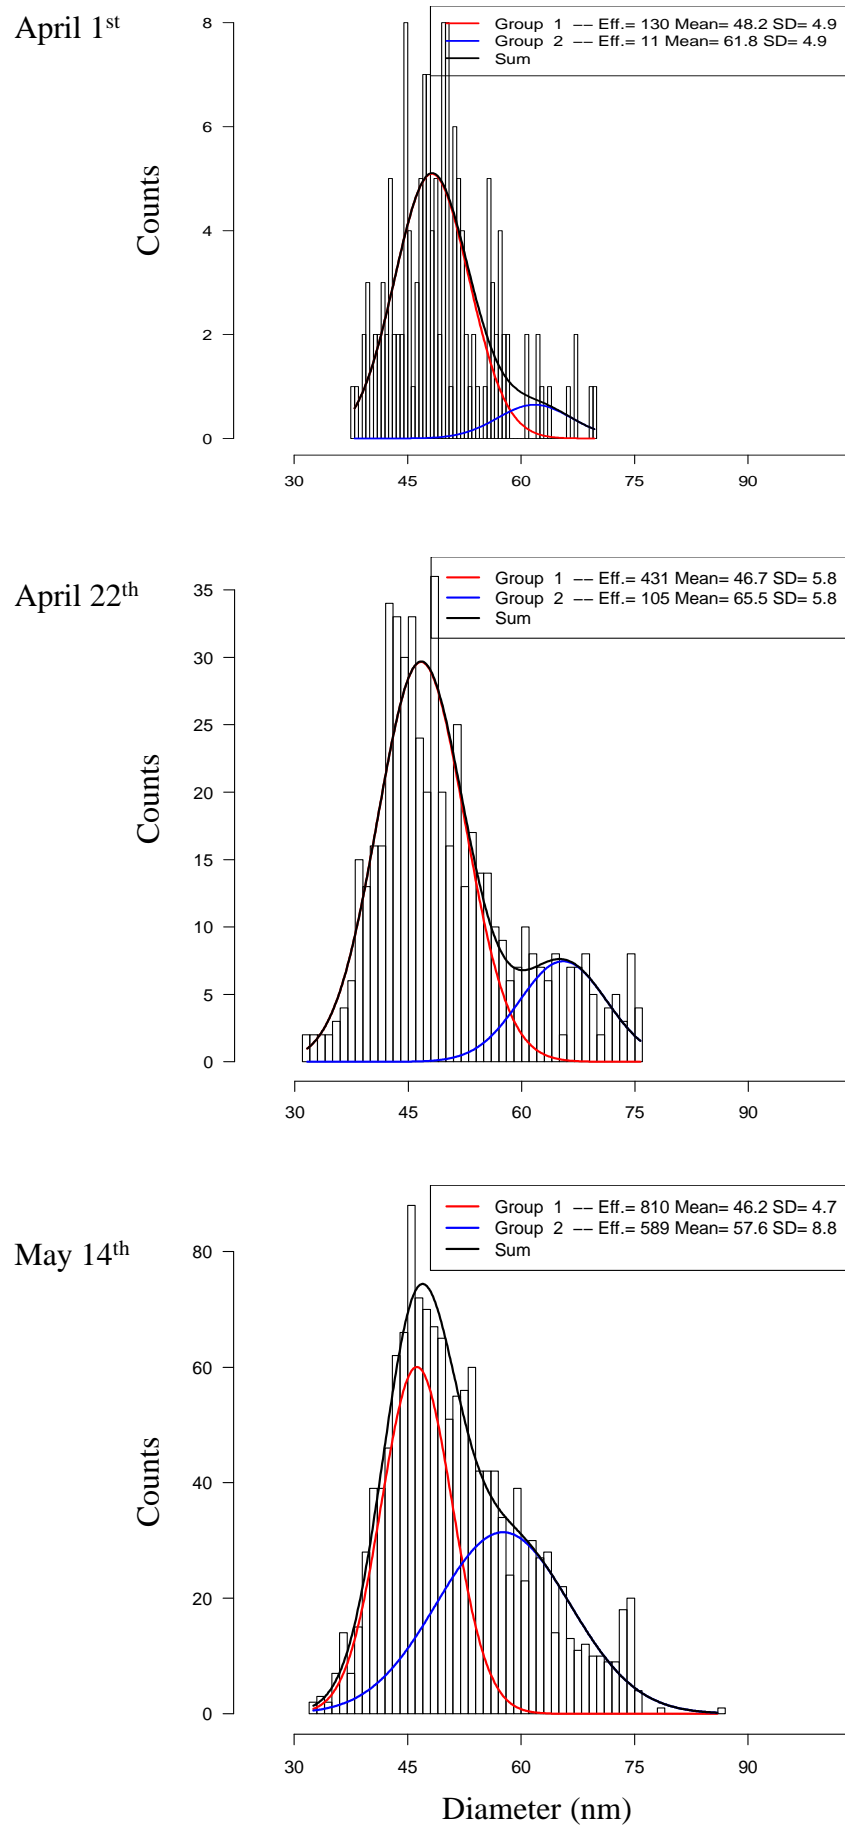 April 1st
Group 1 -- Eff.= 130 Mean= 48.2 SD= 4.9
Group 2 -- Eff.= 11 Mean= 61.8 SD= 4.9
Sum
8
6
4
2
0
Counts
30 45 60 75 90
April 22th
Group 1 -- Eff.= 431 Mean= 46.7 SD= 5.8
Group 2 -- Eff.= 105 Mean= 65.5 SD= 5.8
Sum
35
30
25
20
15
10
5
0
Counts
30 45 60 75 90
May 14th
Group 1 -- Eff.= 810 Mean= 46.2 SD= 4.7
Group 2 -- Eff.= 589 Mean= 57.6 SD= 8.8
Sum
80
60
40
20
0
Counts
30 45 60 75 90
Diameter (nm)